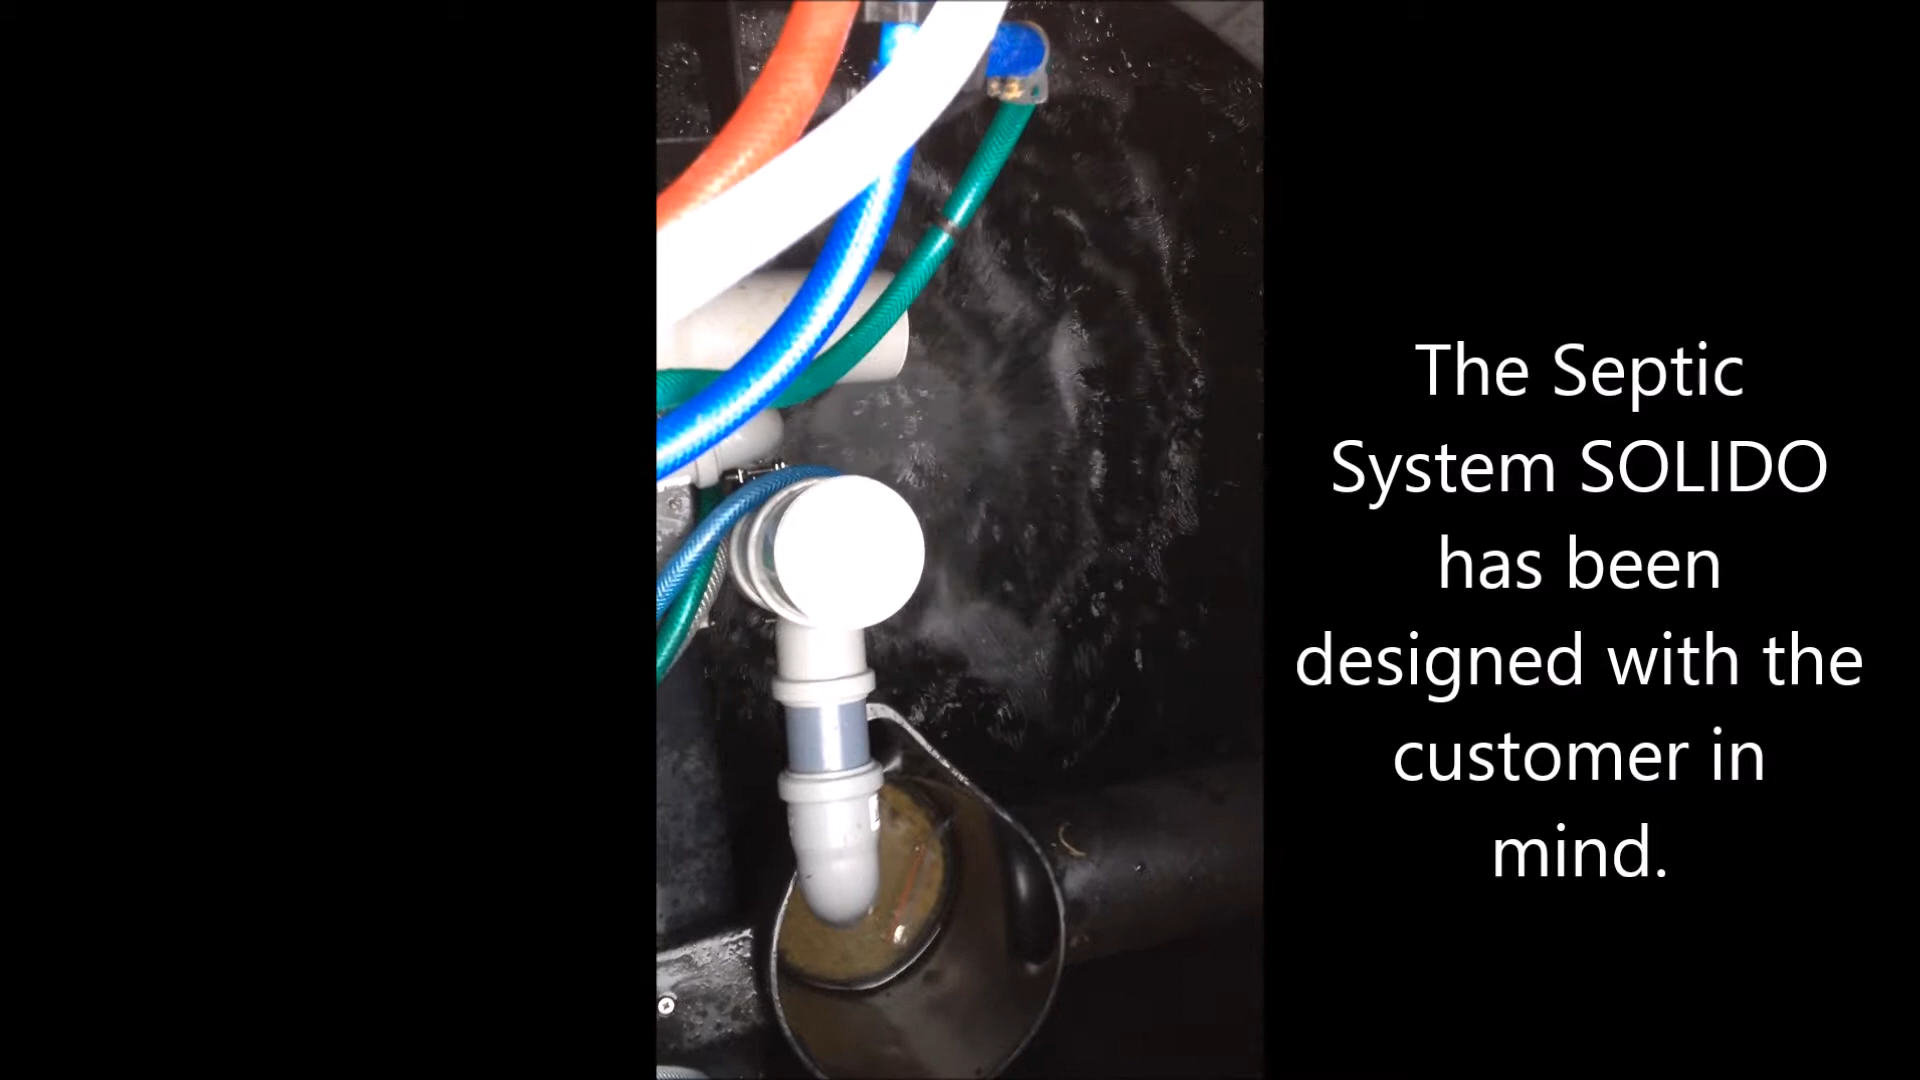 The Septic
System SOLIDO
has been
designed with the
customer in
mind.